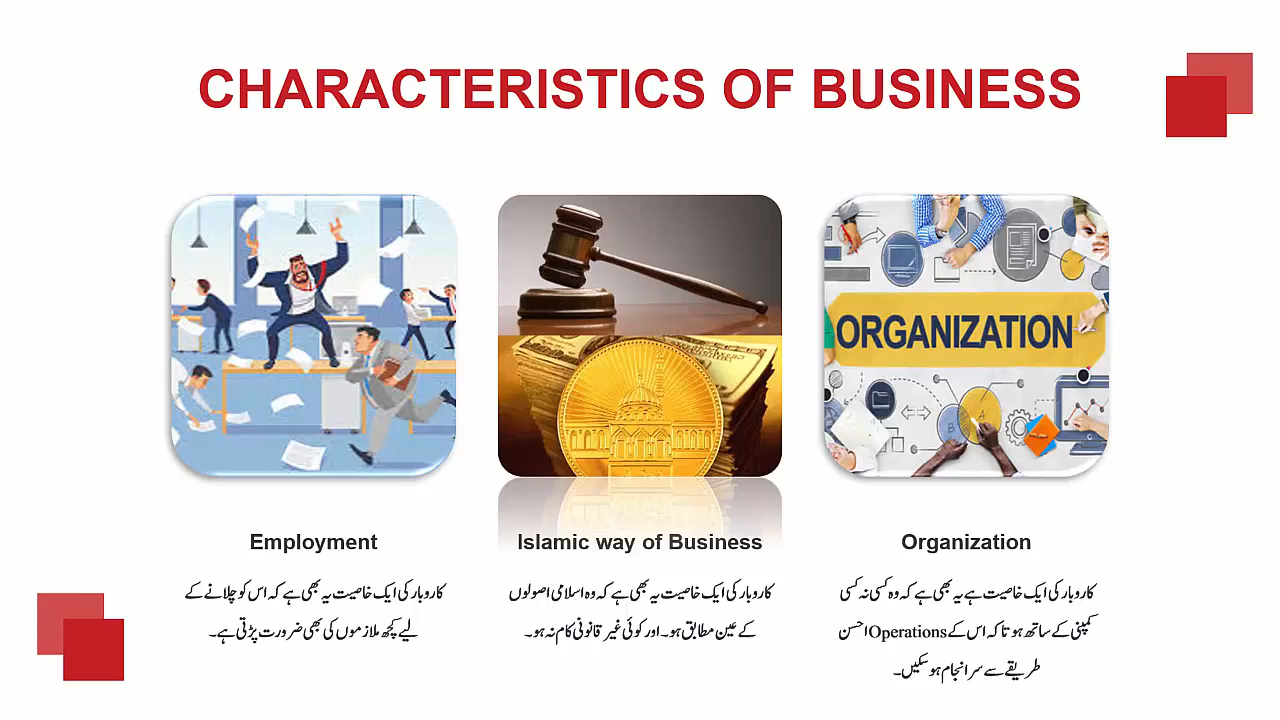 CHARACTERISTICS OF BUSINESS
ORGANIZATION
B
A
Employment
کاروبار کی ایک خاصیت یہ بھی ہے کہ اس کو چلانے کے
لیے کچھ ملازموں کی بھی ضرورت پڑتی ہے۔
Islamic way of Business
کاروبار کی ایک خاصیت یہ بھی ہے کہ وہ اسلامی اصولوں
کے عین مطابق ہو۔ اور کوئی غیر قانونی کام نہ ہو۔
Organization
کاروبار کی ایک خاصیت ہے یہ بھی ہے کہ وہ کسی نہ کسی
کمپنی کے ساتھ ہو تا کہ اس کے Operations احسن
طریقے سے سرانجام ہو سکیں۔